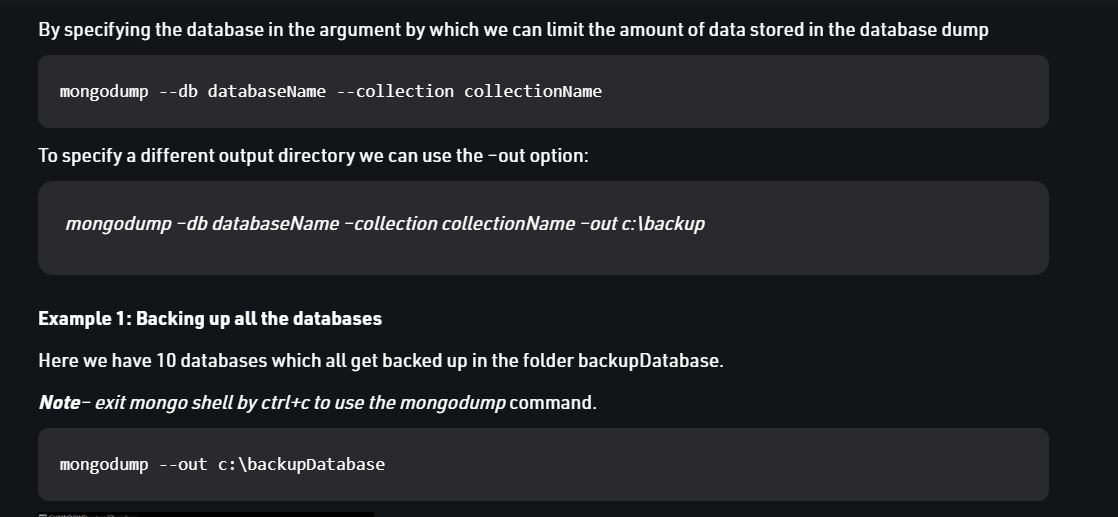 By specifying the database in the argument by which we can limit the amount of data stored in the database dump
mongodump --db databaseName --collection collectionName
To specify a different output directory we can use the –out option:
mongodump –db databaseName –collection collectionName –out c:\backup
Example 1: Backing up all the databases
Here we have 10 databases which all get backed up in the folder backupDatabase.
Note– exit mongo shell by ctrl+c to use the mongodump command.
mongodump --out c:\backupDatabase